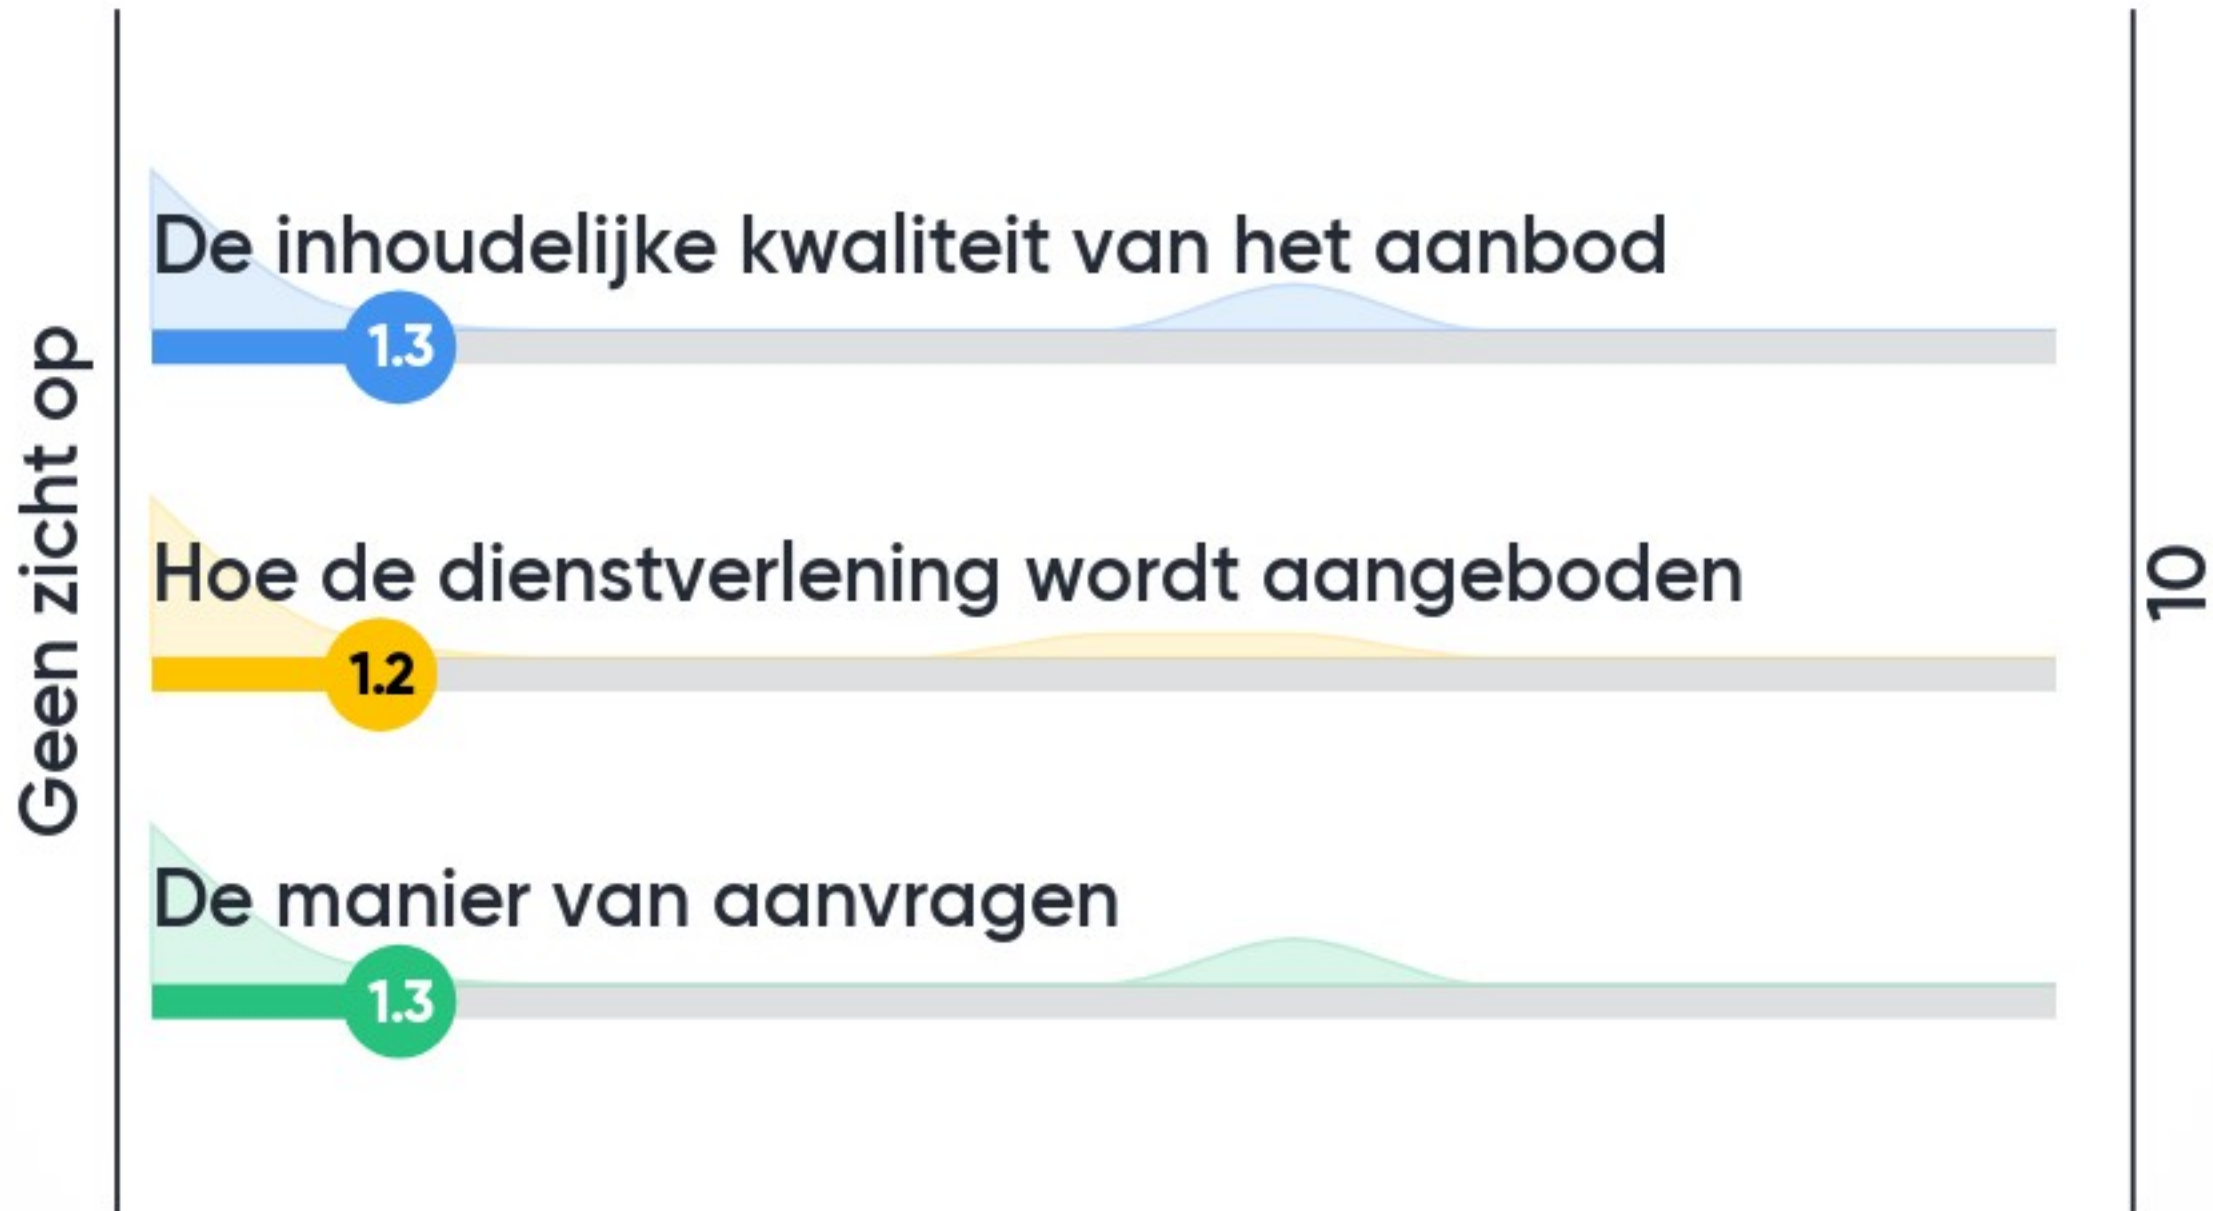 Geen zicht op
De inhoudelijke kwaliteit van het aanbod
1.3
Hoe de dienstverlening wordt aangeboden
1.2
De manier van aanvragen
1.3
10